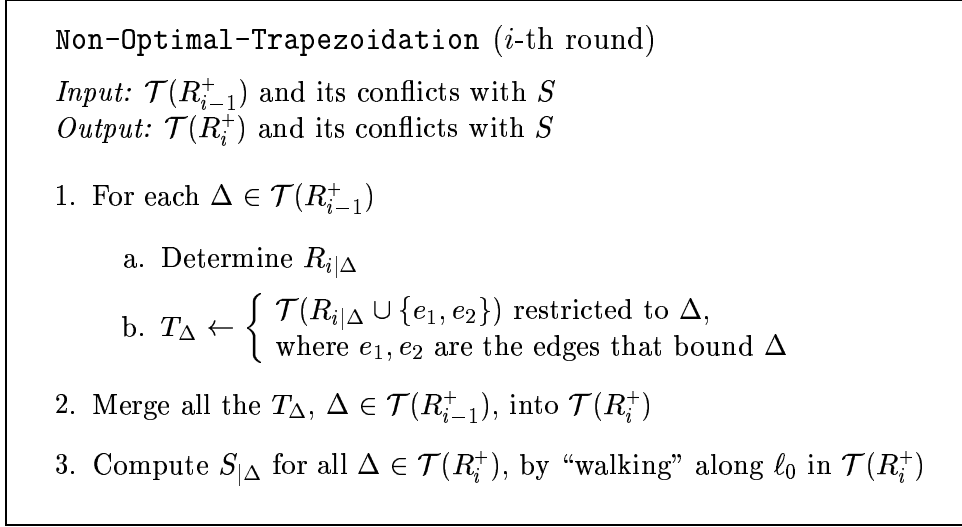 Non-Optimal-Trapezoidation (i-th round)
Input: 𝒯(R⁺ᵢ₋₁) and its conflicts with S
Output: 𝒯(R⁺ᵢ) and its conflicts with S
1. For each Δ ∈ 𝒯(R⁺ᵢ₋₁)
a. Determine R_{i|Δ}
b. T_Δ ← { 𝒯(R_{i|Δ} ∪ {e₁, e₂}) restricted to Δ,
where e₁, e₂ are the edges that bound Δ
2. Merge all the T_Δ, Δ ∈ 𝒯(R⁺ᵢ₋₁), into 𝒯(R⁺ᵢ)
3. Compute S_{|Δ} for all Δ ∈ 𝒯(R⁺ᵢ), by “walking” along ℓ₀ in 𝒯(R⁺ᵢ)